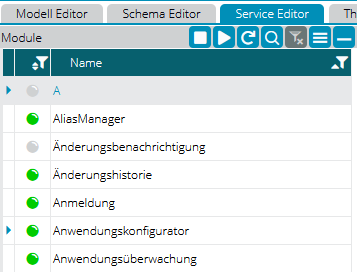 Modell Editor Schema Editor Service Editor Th
Module
Name
A
AliasManager
Änderungsbenachrichtigung
Änderungshistorie
Anmeldung
Anwendungskonfigurator
Anwendungsüberwachung